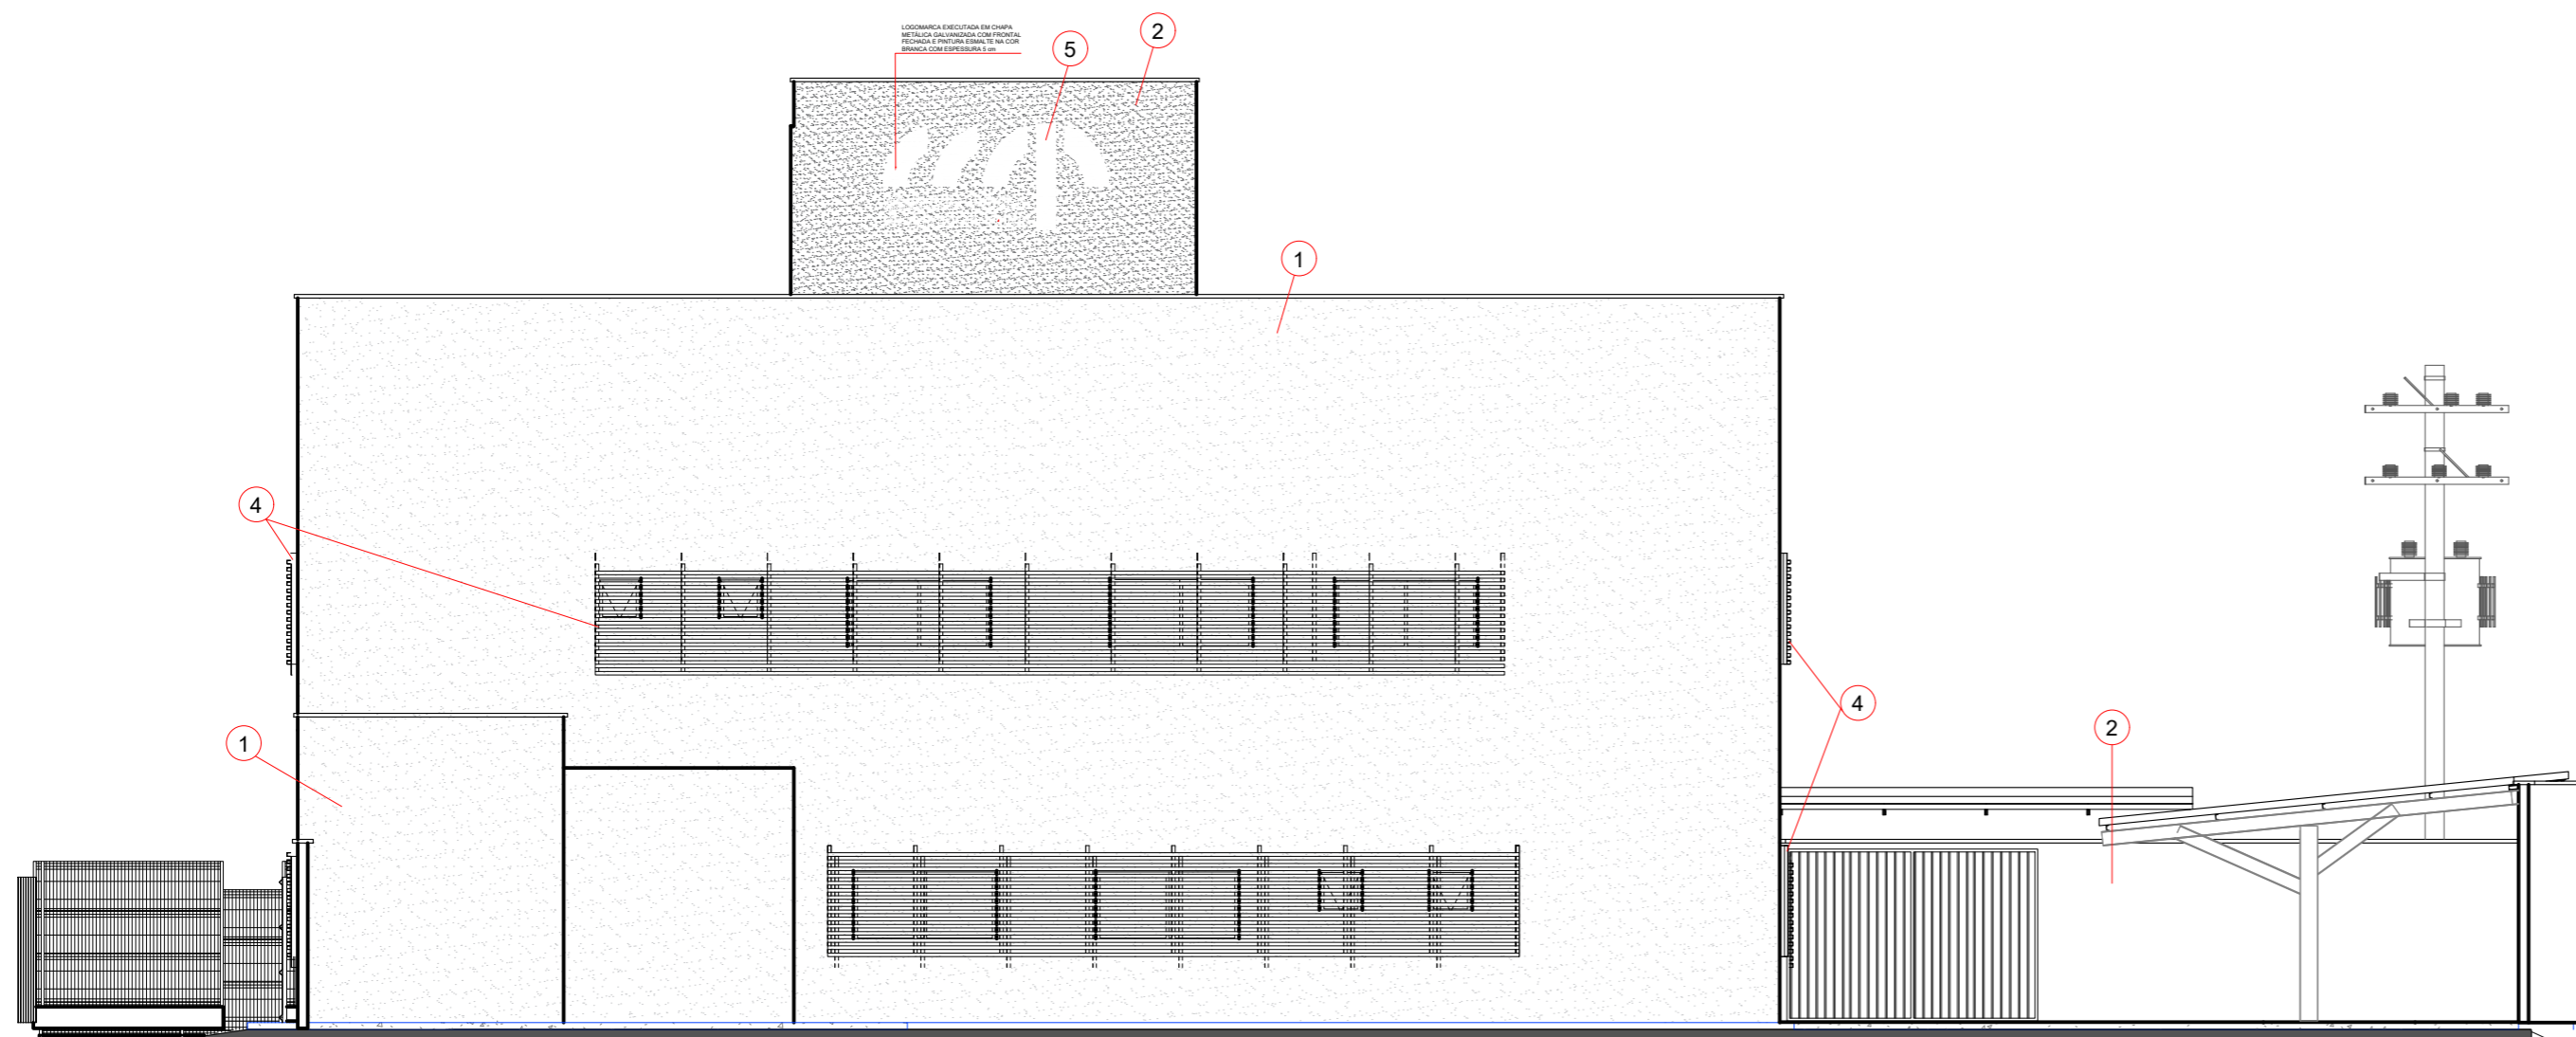 LOGOMARCA EXECUTADA EM CHAPA
METÁLICA GALVANIZADA COM FRONTAL
FECHADA E PINTURA ESMALTE NA COR
BRANCA COM ESPESSURA 5 cm
2
5
1
4
4
1
2